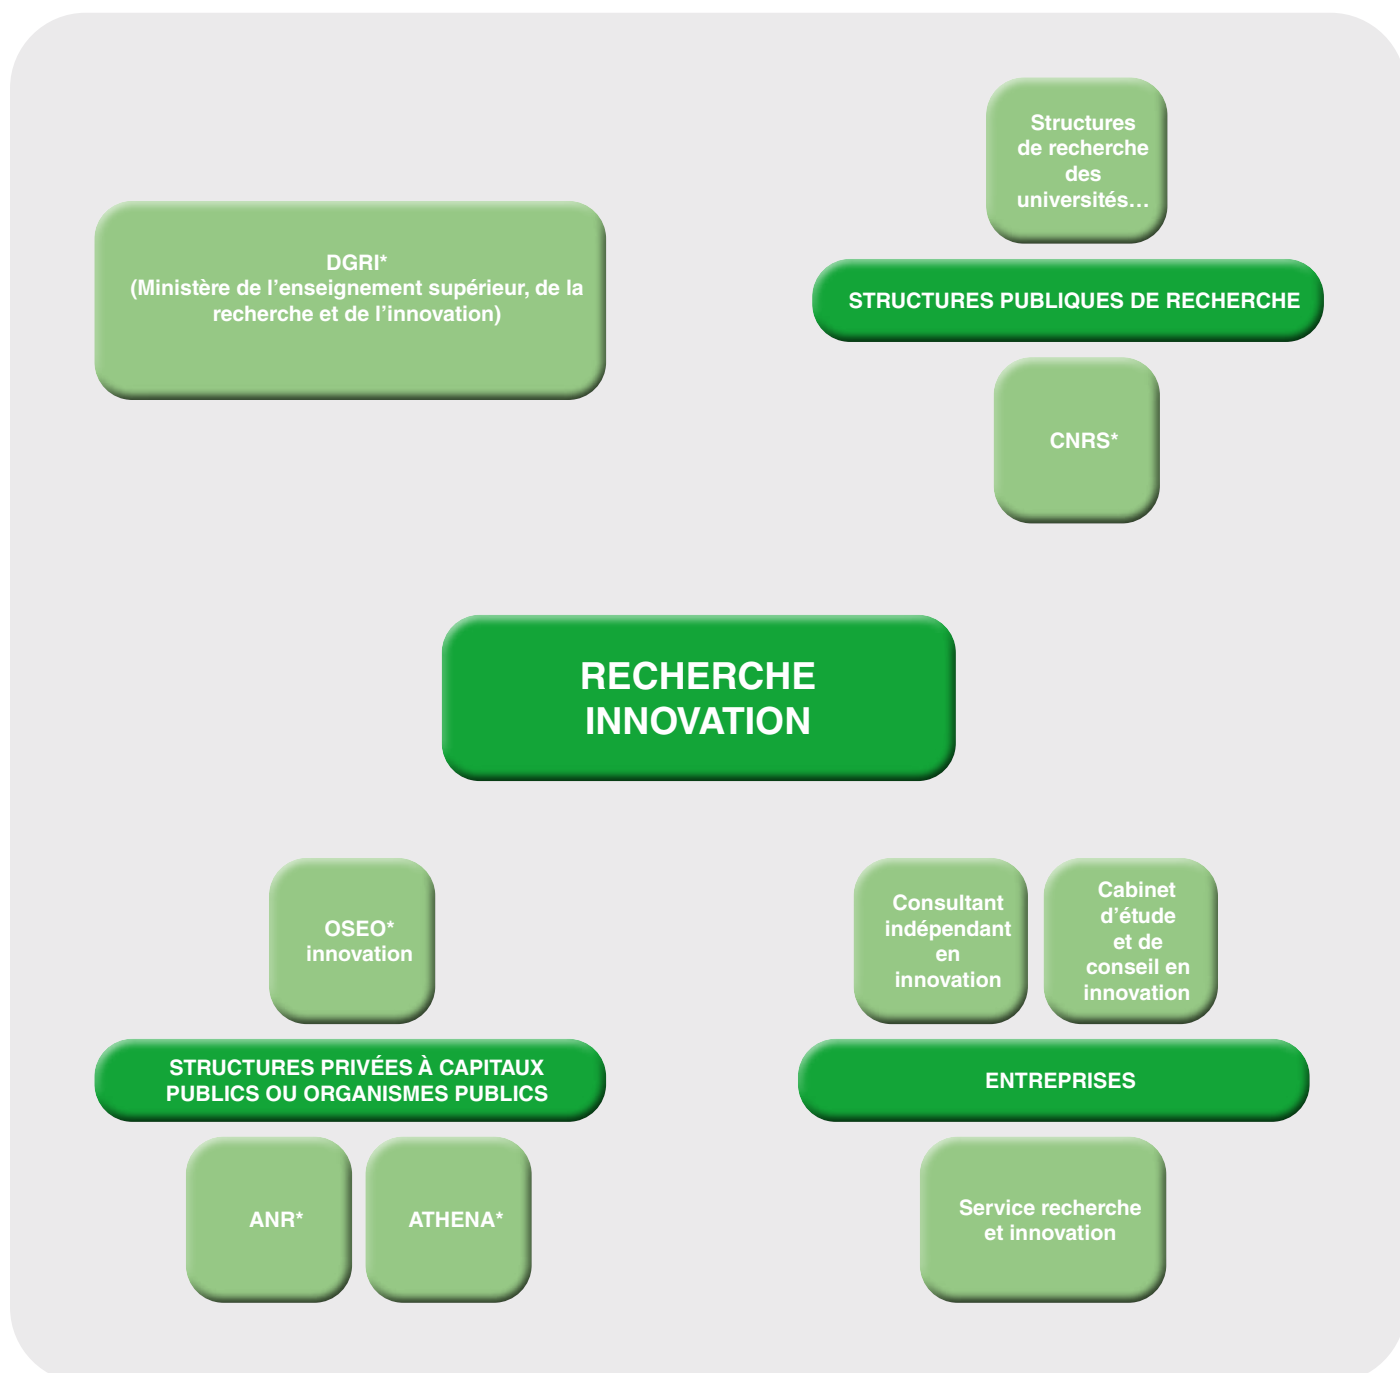 Structures
de recherche
des
universités…
DGRI*
(Ministère de l’enseignement supérieur, de la
recherche et de l’innovation)
STRUCTURES PUBLIQUES DE RECHERCHE
CNRS*
RECHERCHE
INNOVATION
OSEO*
innovation
Consultant
indépendant
en
innovation
Cabinet
d’étude
et de
conseil en
innovation
STRUCTURES PRIVÉES À CAPITAUX
PUBLICS OU ORGANISMES PUBLICS
ENTREPRISES
ANR*
ATHENA*
Service recherche
et innovation